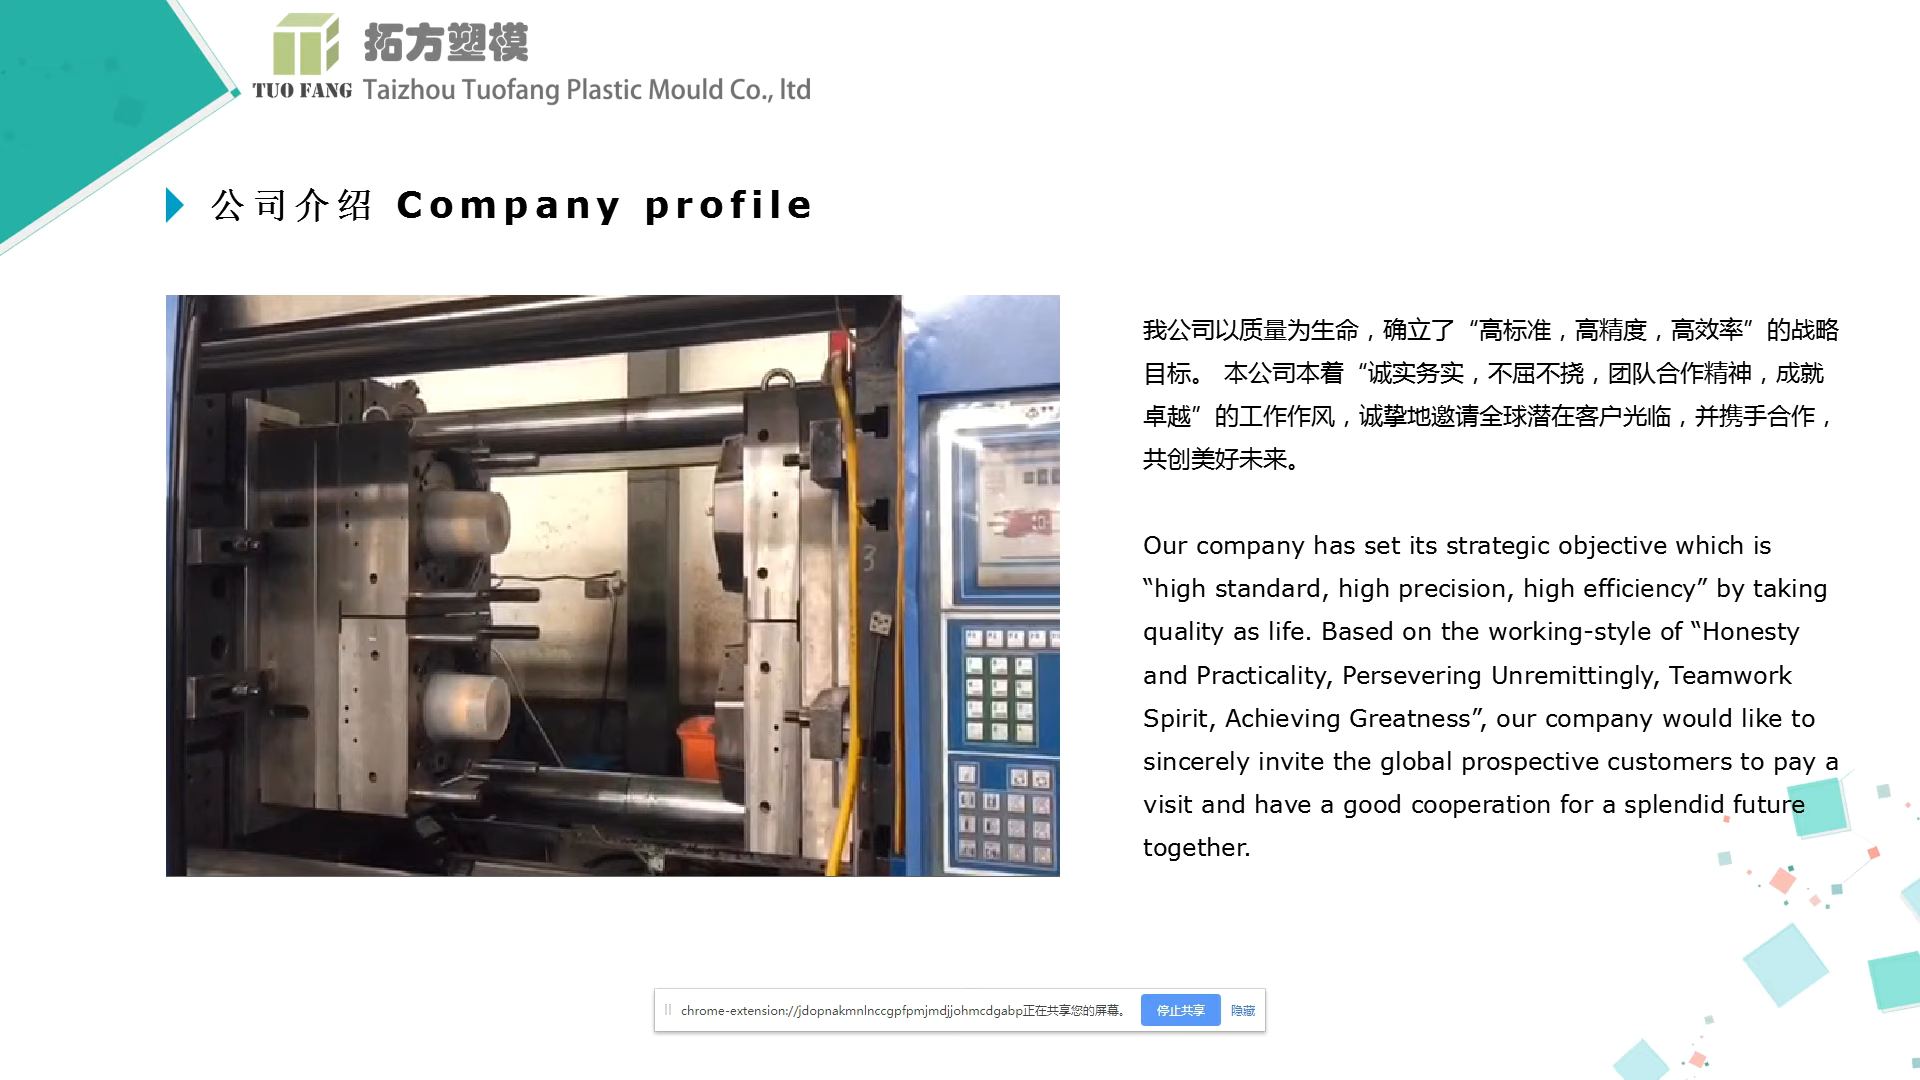 拓方塑模
TUO FANG Taizhou Tuofang Plastic Mould Co., ltd
公司介绍 Company profile
我公司以质量为生命，确立了“高标准，高精度，高效率”的战略
目标。 本公司本着“诚实务实，不屈不挠，团队合作精神，成就
卓越”的工作作风，诚挚地邀请全球潜在客户光临，并携手合作，
共创美好未来。
Our company has set its strategic objective which is
“high standard, high precision, high efficiency” by taking
quality as life. Based on the working-style of “Honesty
and Practicality, Persevering Unremittingly, Teamwork
Spirit, Achieving Greatness”, our company would like to
sincerely invite the global prospective customers to pay a
visit and have a good cooperation for a splendid future
together.
3
chrome-extension://jdopnakmnlnccgpfpmjmdjjohmcdgabp正在共享您的屏幕。 停止共享 隐藏